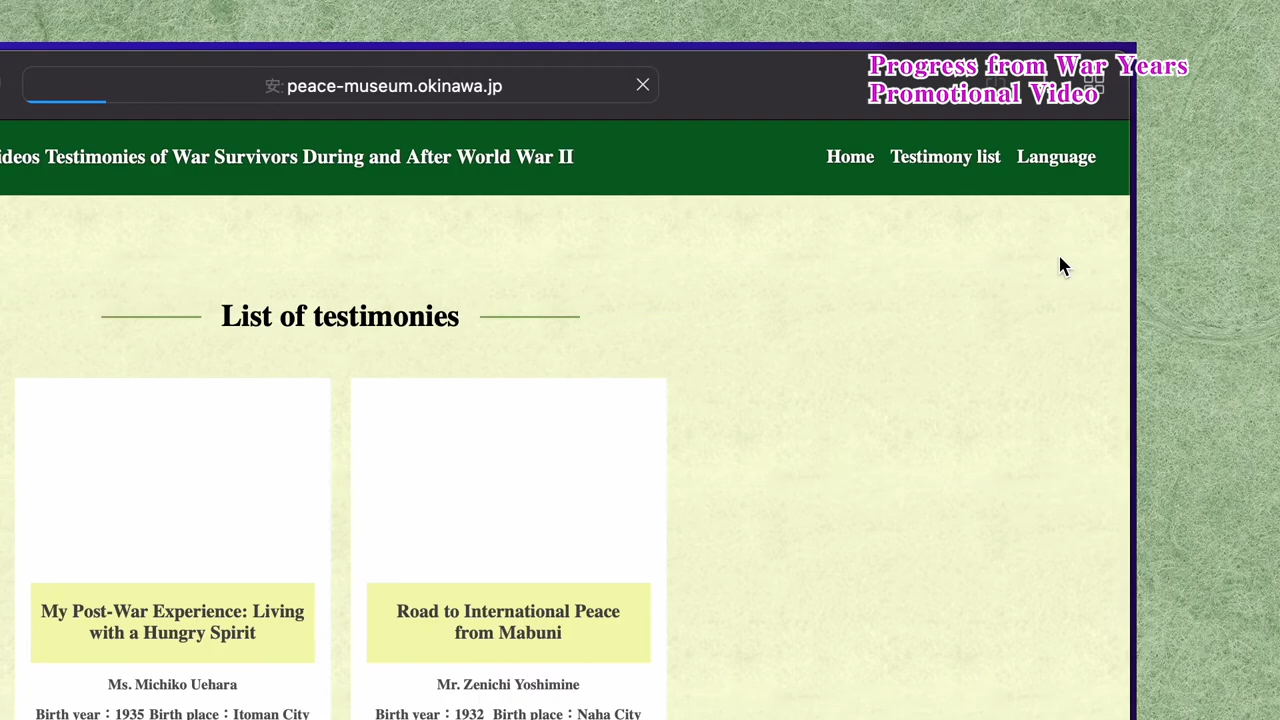 Progress from War Years
Promotional Video
安: peace-museum.okinawa.jp
ideos Testimonies of War Survivors During and After World War II
Home Testimony list Language
List of testimonies
My Post-War Experience: Living
with a Hungry Spirit
Ms. Michiko Uehara
Birth year：1935 Birth place：Itoman City
Road to International Peace
from Mabuni
Mr. Zenichi Yoshimine
Birth year：1932 Birth place：Naha City